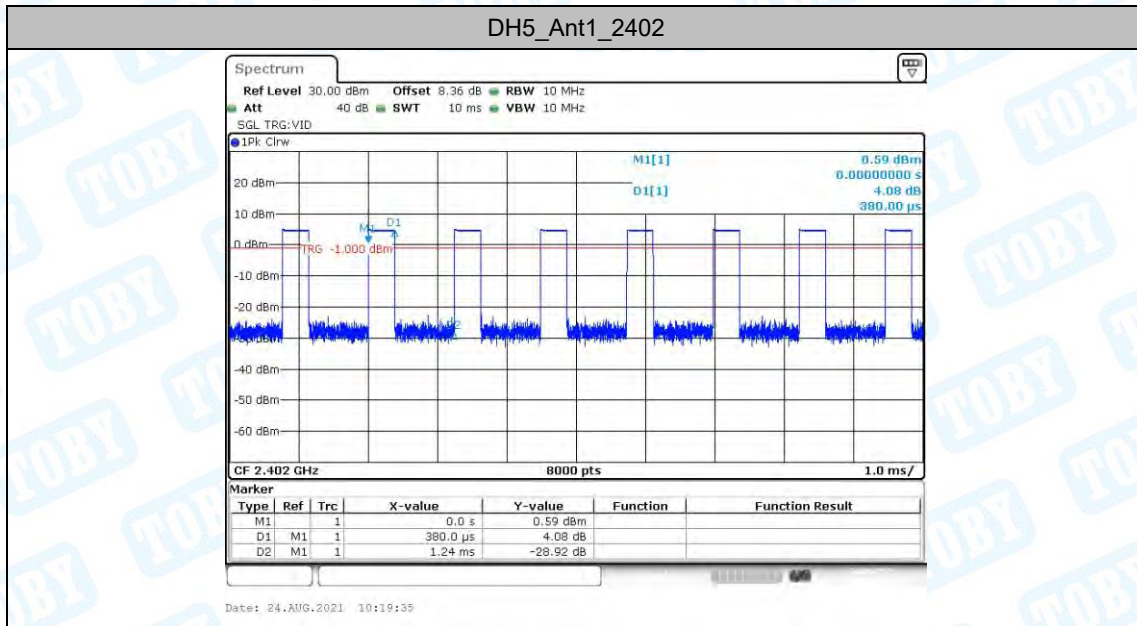 DH5_Ant1_2402
Spectrum
Ref Level 30.00 dBm Offset 8.36 dB RBW 10 MHz
Att 40 dB SWT 10 ms VBW 10 MHz
SGL TRG:VID
1Pk Clrw
M1[1] 0.59 dBm
0.00000000 s
20 dBm
D1[1] 4.08 dB
380.00 µs
10 dBm
M1 D1
0 dBm
TRG -1.000 dBm
-10 dBm
-20 dBm
-40 dBm
-50 dBm
-60 dBm
CF 2.402 GHz 8000 pts 1.0 ms/
Marker
Type Ref Trc X-value Y-value Function Function Result
M1 1 0.0 s 0.59 dBm
D1 M1 1 380.0 µs 4.08 dB
D2 M1 1 1.24 ms -28.92 dB
Date: 24.AUG.2021 10:19:35
TOBY